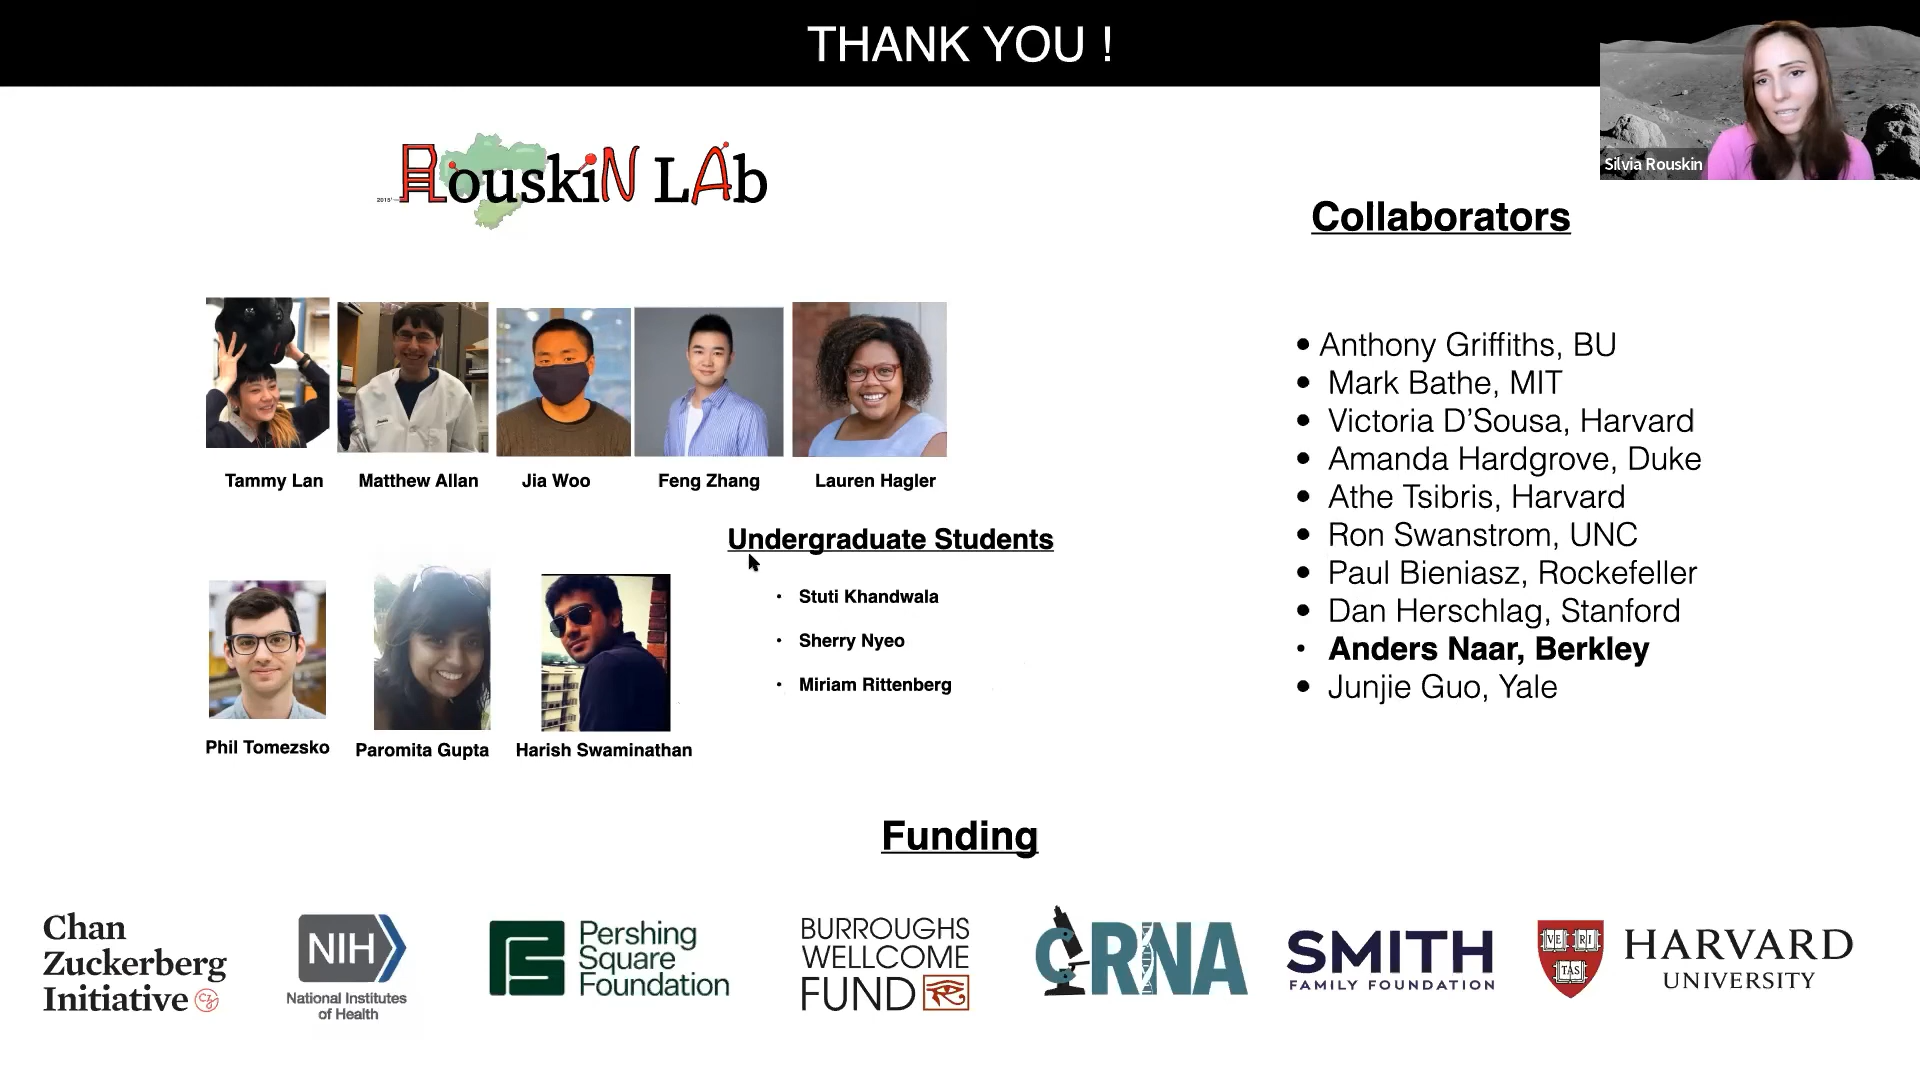 THANK YOU !
Silvia Rouskin
2015'
RouskiN LAb
Collaborators
• Anthony Griffiths, BU
• Mark Bathe, MIT
• Victoria D'Sousa, Harvard
• Amanda Hardgrove, Duke
• Athe Tsibris, Harvard
• Ron Swanstrom, UNC
• Paul Bieniasz, Rockefeller
• Dan Herschlag, Stanford
• Anders Naar, Berkley
• Junjie Guo, Yale
Tammy Lan
Matthew Allan
Jia Woo
Feng Zhang
Lauren Hagler
Undergraduate Students
• Stuti Khandwala
• Sherry Nyeo
• Miriam Rittenberg
Phil Tomezsko
Paromita Gupta
Harish Swaminathan
Funding
Chan
Zuckerberg
Initiative
NIH
National Institutes
of Health
Pershing
Square
Foundation
BURROUGHS
WELLCOME
FUND
CRNA
SMITH
FAMILY FOUNDATION
VE RI
TAS
HARVARD
UNIVERSITY